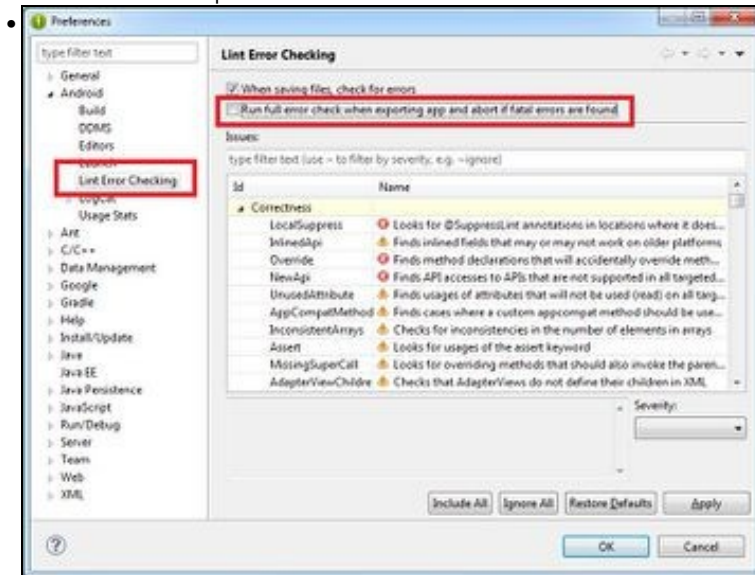 Preferences
type filter text
General
Android
Build
DDMS
Editors
Launch
Lint Error Checking
LogCat
Usage Stats
Ant
C/C++
Data Management
Google
Gradle
Help
Install/Update
Java
Java EE
Java Persistence
JavaScript
Run/Debug
Server
Team
Web
XML
Lint Error Checking
When saving files, check for errors
Run full error check when exporting app and abort if fatal errors are found
Issues:
type filter text (use ~ to filter by severity, e.g. ~ignore)
Id Name
Correctness
LocalSuppress Looks for @SuppressLint annotations in locations where it does...
InlinedApi Finds inlined fields that may or may not work on older platforms
Override Finds method declarations that will accidentally override meth...
NewApi Finds API accesses to APIs that are not supported in all targeted...
UnusedAttribute Finds usages of attributes that will not be used (read) on all targ...
AppCompatMethod Finds cases where a custom appcompat method should be use...
InconsistentArrays Checks for inconsistencies in the number of elements in arrays
Assert Looks for usages of the assert keyword
MissingSuperCall Looks for overriding methods that should also invoke the paren...
AdapterViewChildre Checks that AdapterViews do not define their children in XML
Severity:
Include All Ignore All Restore Defaults Apply
OK Cancel